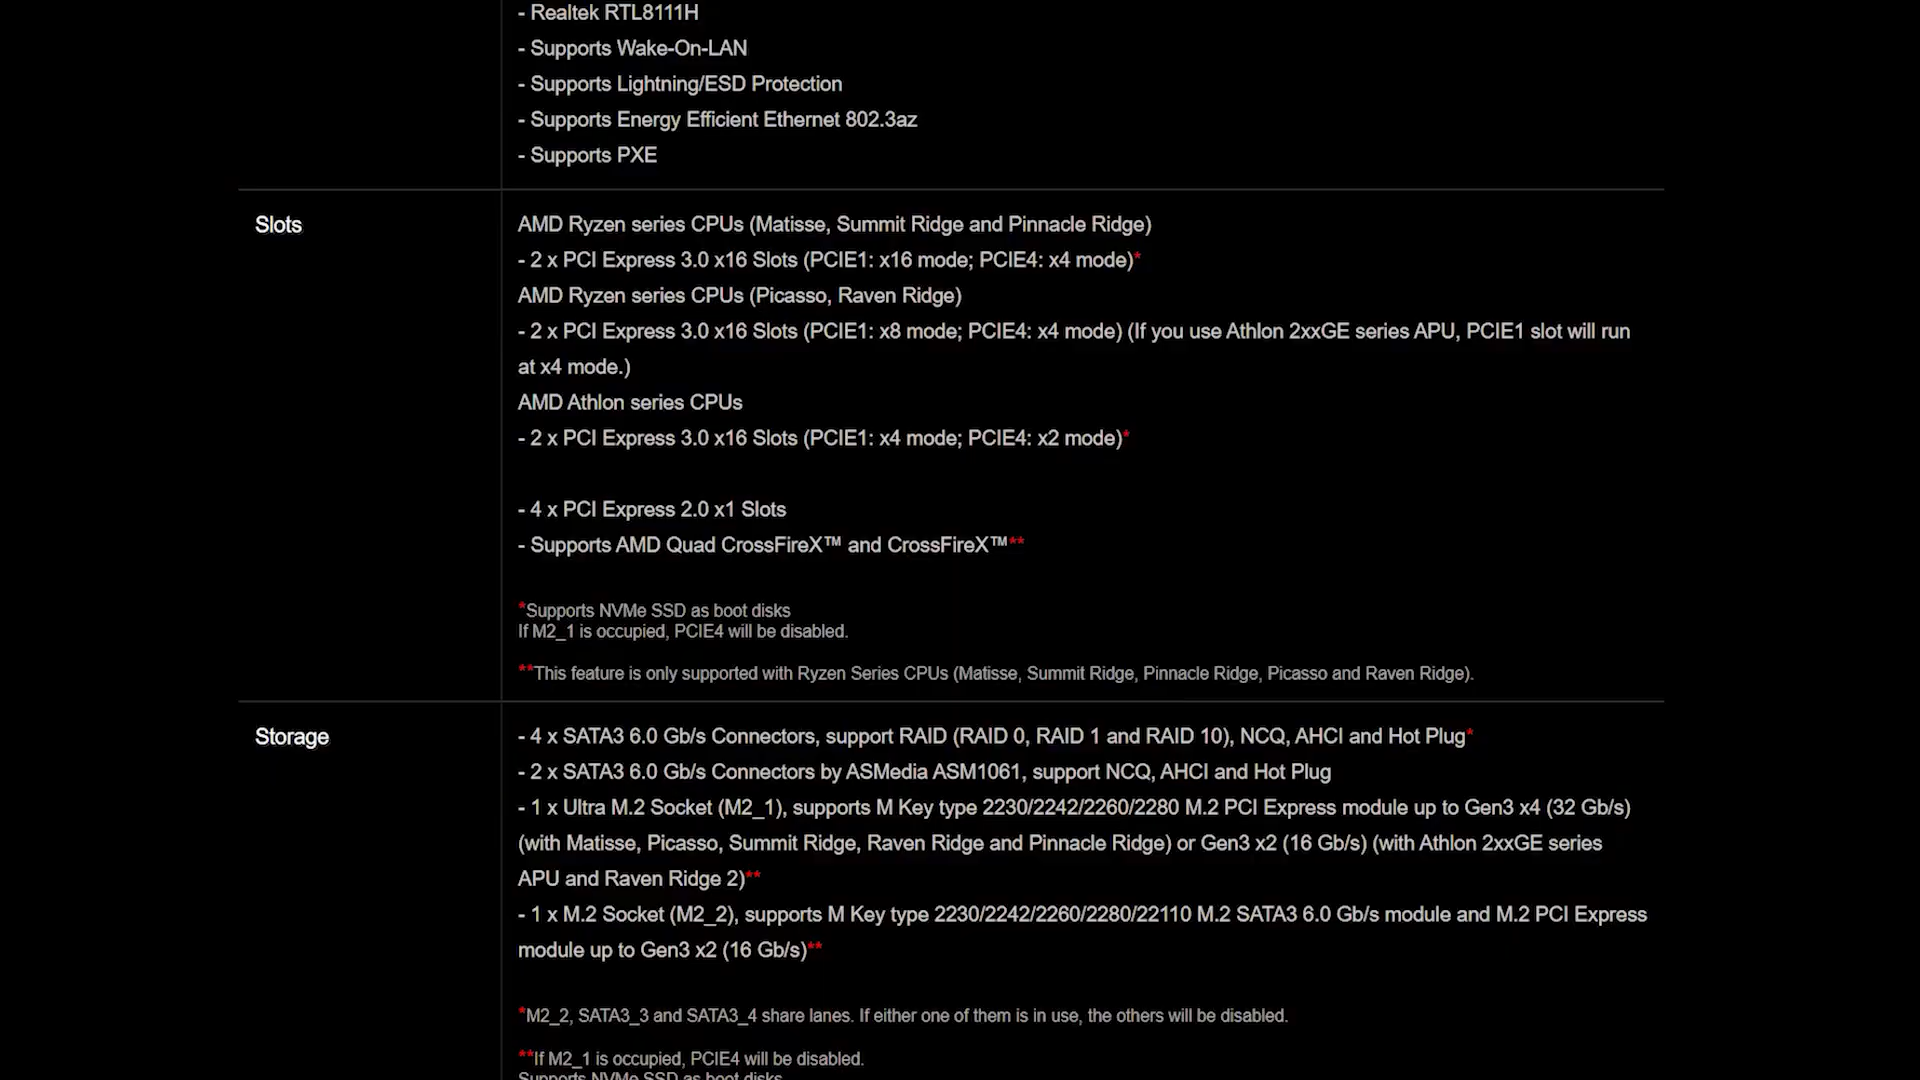 - Realtek RTL8111H
- Supports Wake-On-LAN
- Supports Lightning/ESD Protection
- Supports Energy Efficient Ethernet 802.3az
- Supports PXE
Slots
AMD Ryzen series CPUs (Matisse, Summit Ridge and Pinnacle Ridge)
- 2 x PCI Express 3.0 x16 Slots (PCIE1: x16 mode; PCIE4: x4 mode)*
AMD Ryzen series CPUs (Picasso, Raven Ridge)
- 2 x PCI Express 3.0 x16 Slots (PCIE1: x8 mode; PCIE4: x4 mode) (If you use Athlon 2xxGE series APU, PCIE1 slot will run
at x4 mode.)
AMD Athlon series CPUs
- 2 x PCI Express 3.0 x16 Slots (PCIE1: x4 mode; PCIE4: x2 mode)*
- 4 x PCI Express 2.0 x1 Slots
- Supports AMD Quad CrossFireX™ and CrossFireX™**
*Supports NVMe SSD as boot disks
If M2_1 is occupied, PCIE4 will be disabled.
**This feature is only supported with Ryzen Series CPUs (Matisse, Summit Ridge, Pinnacle Ridge, Picasso and Raven Ridge).
Storage
- 4 x SATA3 6.0 Gb/s Connectors, support RAID (RAID 0, RAID 1 and RAID 10), NCQ, AHCI and Hot Plug*
- 2 x SATA3 6.0 Gb/s Connectors by ASMedia ASM1061, support NCQ, AHCI and Hot Plug
- 1 x Ultra M.2 Socket (M2_1), supports M Key type 2230/2242/2260/2280 M.2 PCI Express module up to Gen3 x4 (32 Gb/s)
(with Matisse, Picasso, Summit Ridge, Raven Ridge and Pinnacle Ridge) or Gen3 x2 (16 Gb/s) (with Athlon 2xxGE series
APU and Raven Ridge 2)**
- 1 x M.2 Socket (M2_2), supports M Key type 2230/2242/2260/2280/22110 M.2 SATA3 6.0 Gb/s module and M.2 PCI Express
module up to Gen3 x2 (16 Gb/s)**
*M2_2, SATA3_3 and SATA3_4 share lanes. If either one of them is in use, the others will be disabled.
**If M2_1 is occupied, PCIE4 will be disabled.
Supports NVMe SSD as boot disks